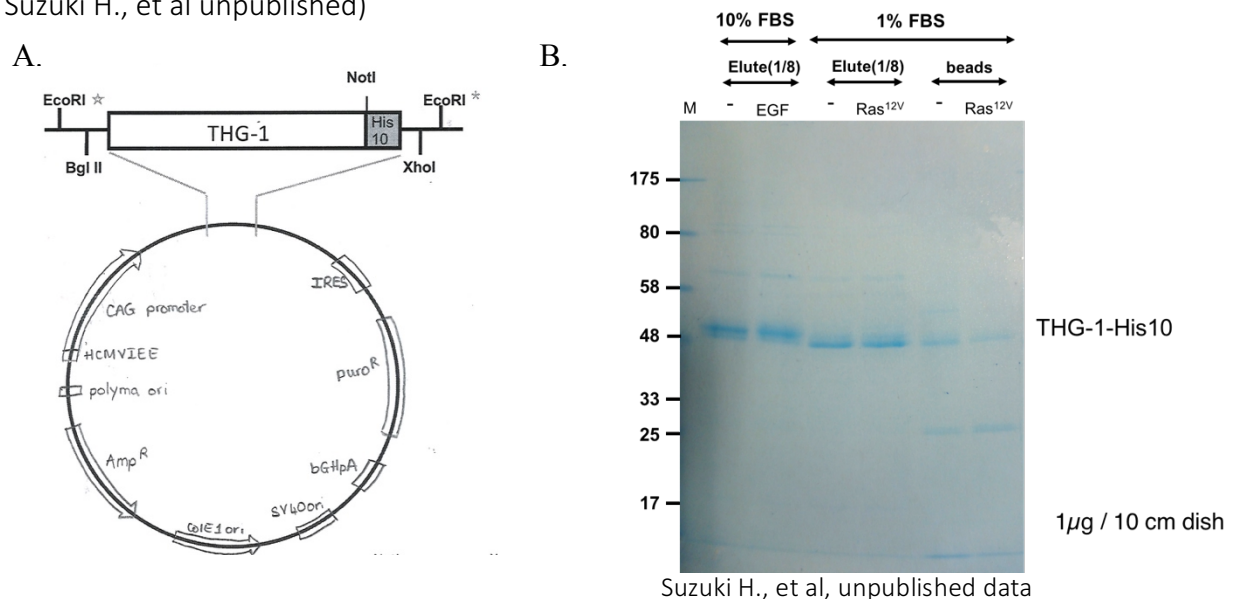 Suzuki H., et al unpublished)
A.
NotI
EcoRI ☆
EcoRI *
THG-1
His
10
Bgl II
XhoI
CAG promoter
HCMVIEE
polyma ori
Amp R
ColE1 ori
SV40ori
bGHpA
puro R
IRES
B.
10% FBS
1% FBS
Elute(1/8)
Elute(1/8)
beads
M
-
EGF
-
Ras12V
-
Ras12V
175
80
58
48
33
25
17
THG-1-His10
1µg / 10 cm dish
Suzuki H., et al, unpublished data